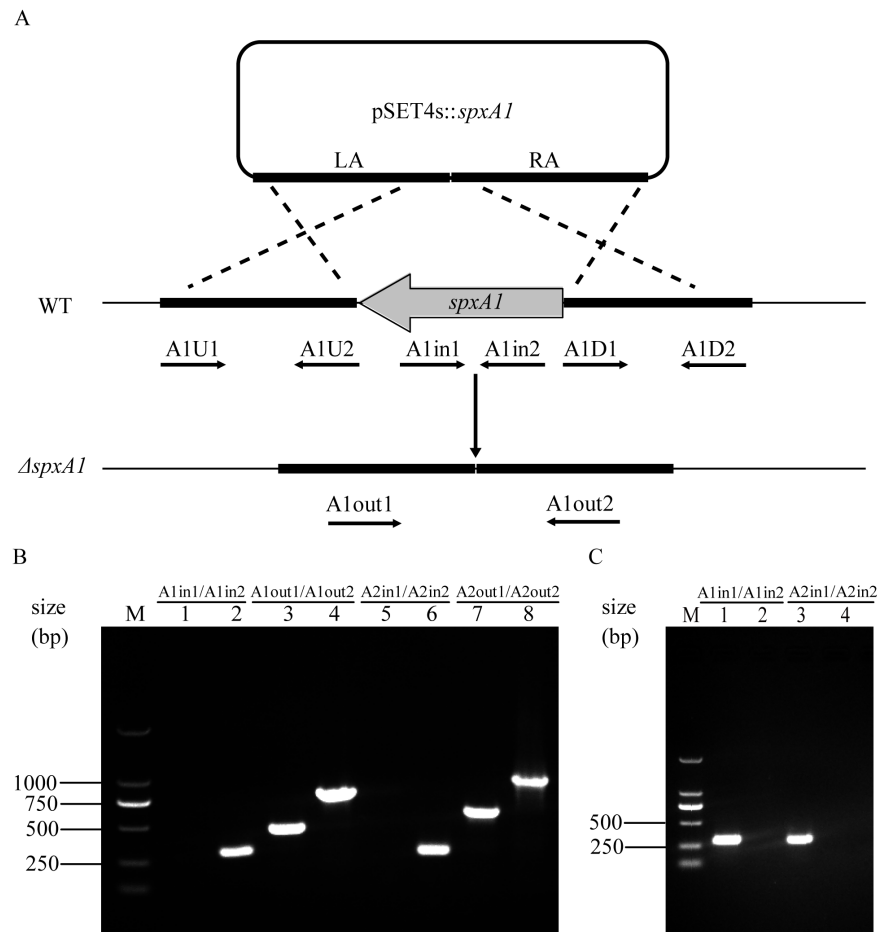 A
pSET4s::spxA1
LA RA
WT
spxA1
A1U1 A1U2 A1in1 A1in2 A1D1 A1D2
ΔspxA1
A1out1 A1out2
B
A1in1/A1in2 A1out1/A1out2 A2in1/A2in2 A2out1/A2out2
size (bp)
M 1 2 3 4 5 6 7 8
1000
750
500
250
C
A1in1/A1in2 A2in1/A2in2
size (bp)
M 1 2 3 4
500
250